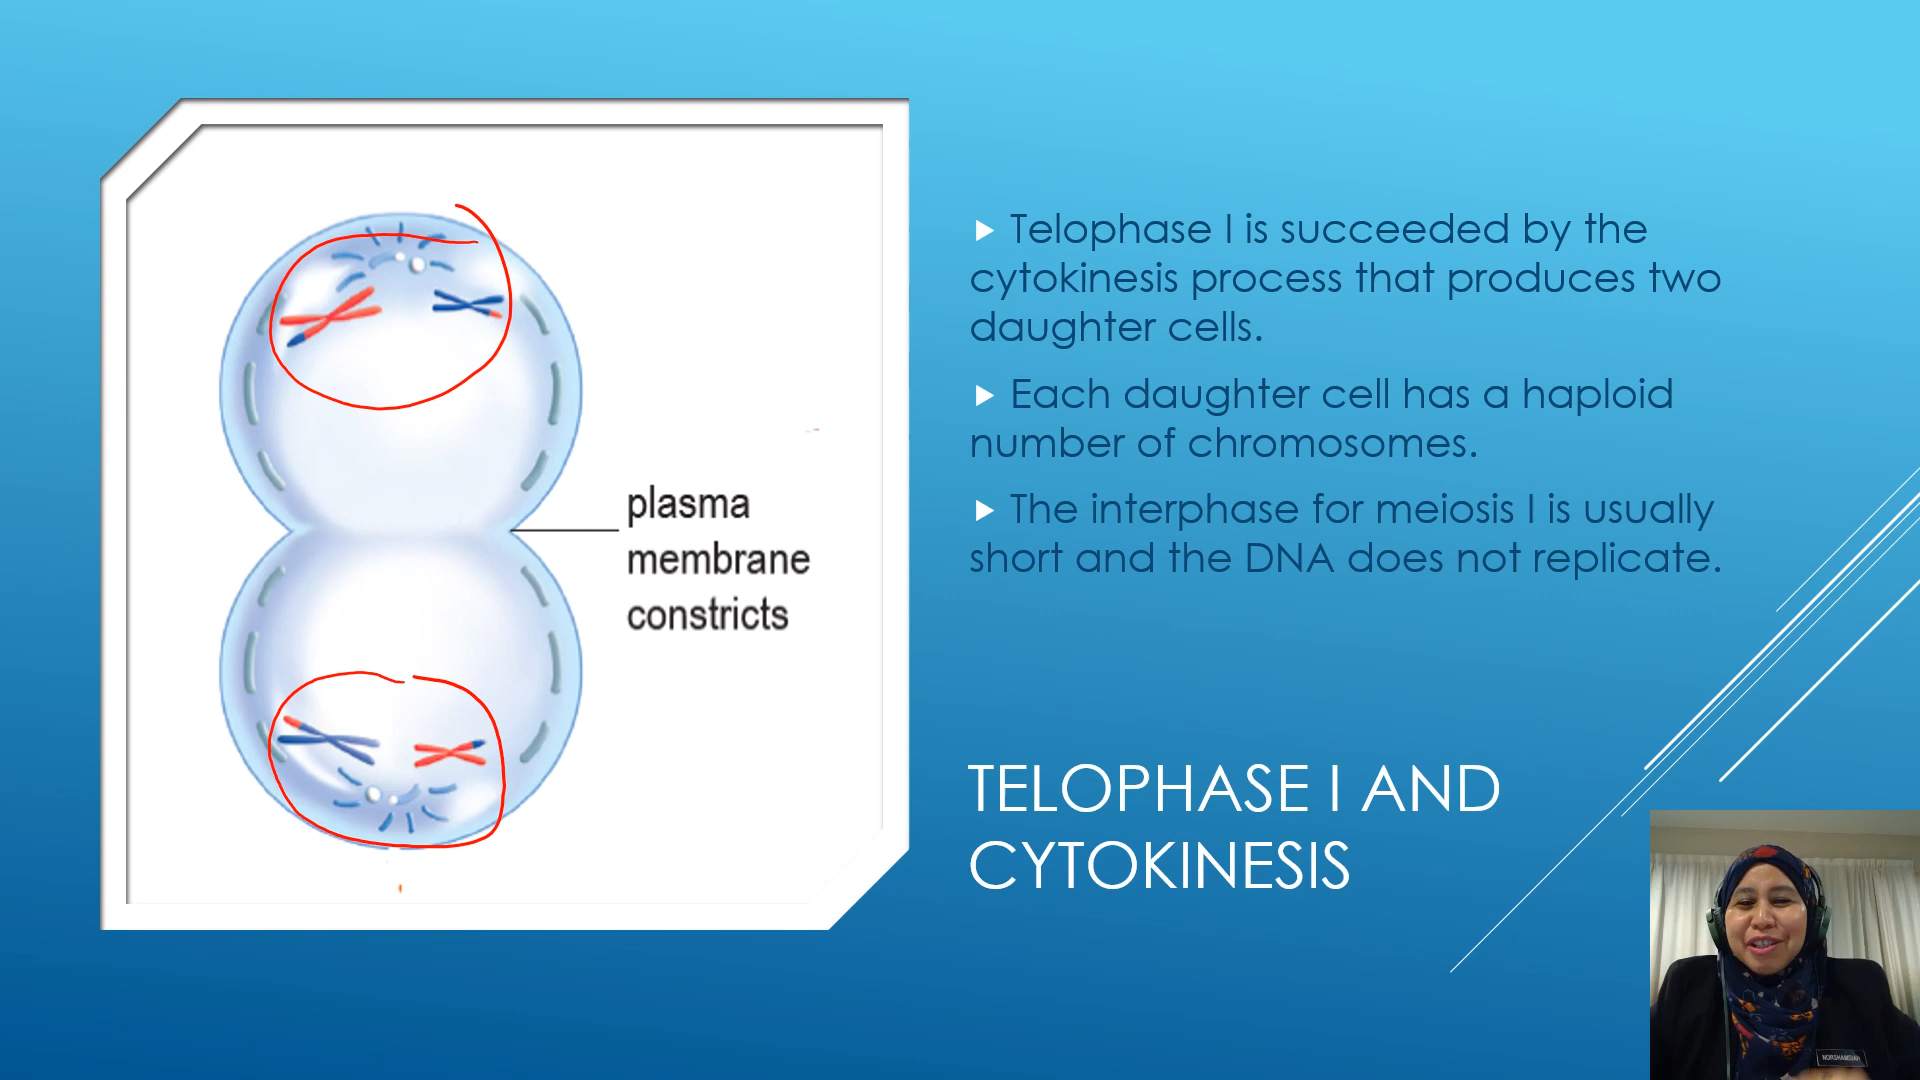 plasma
membrane
constricts
Telophase I is succeeded by the
cytokinesis process that produces two
daughter cells.
Each daughter cell has a haploid
number of chromosomes.
The interphase for meiosis I is usually
short and the DNA does not replicate.
TELOPHASE I AND
CYTOKINESIS
NORSHAMSIAH